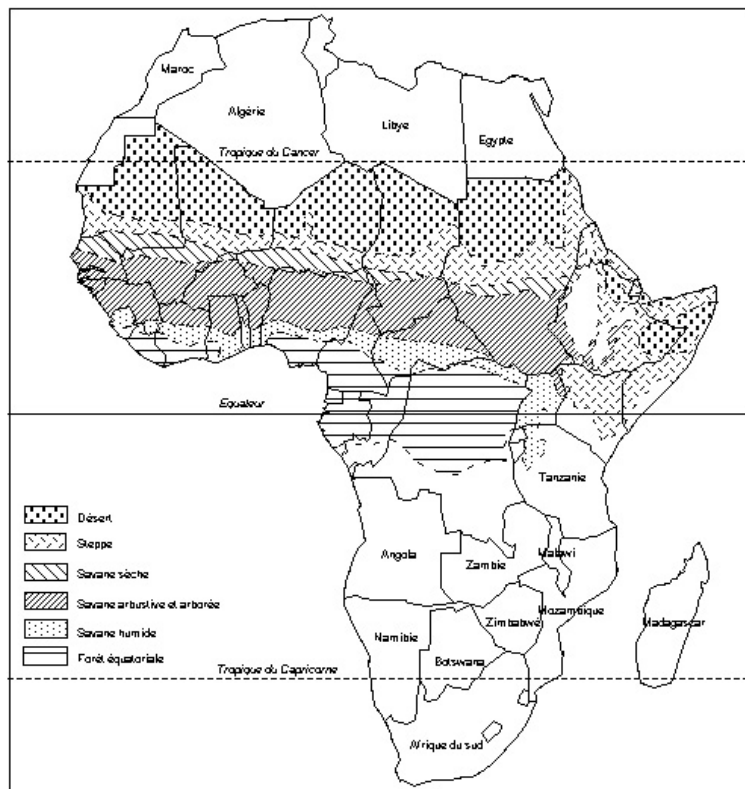 Maroc
Algérie
Libye
Egypte
Tropique du Cancer
Equateur
Tanzanie
Angola
Zambie
Malawi
Mozambique
Zimbabwé
Madagascar
Namibie
Botswana
Tropique du Capricorne
Afrique du sud
Désert
Steppe
Savane sèche
Savane arbustive et arborée
Savane humide
Forêt équatoriale